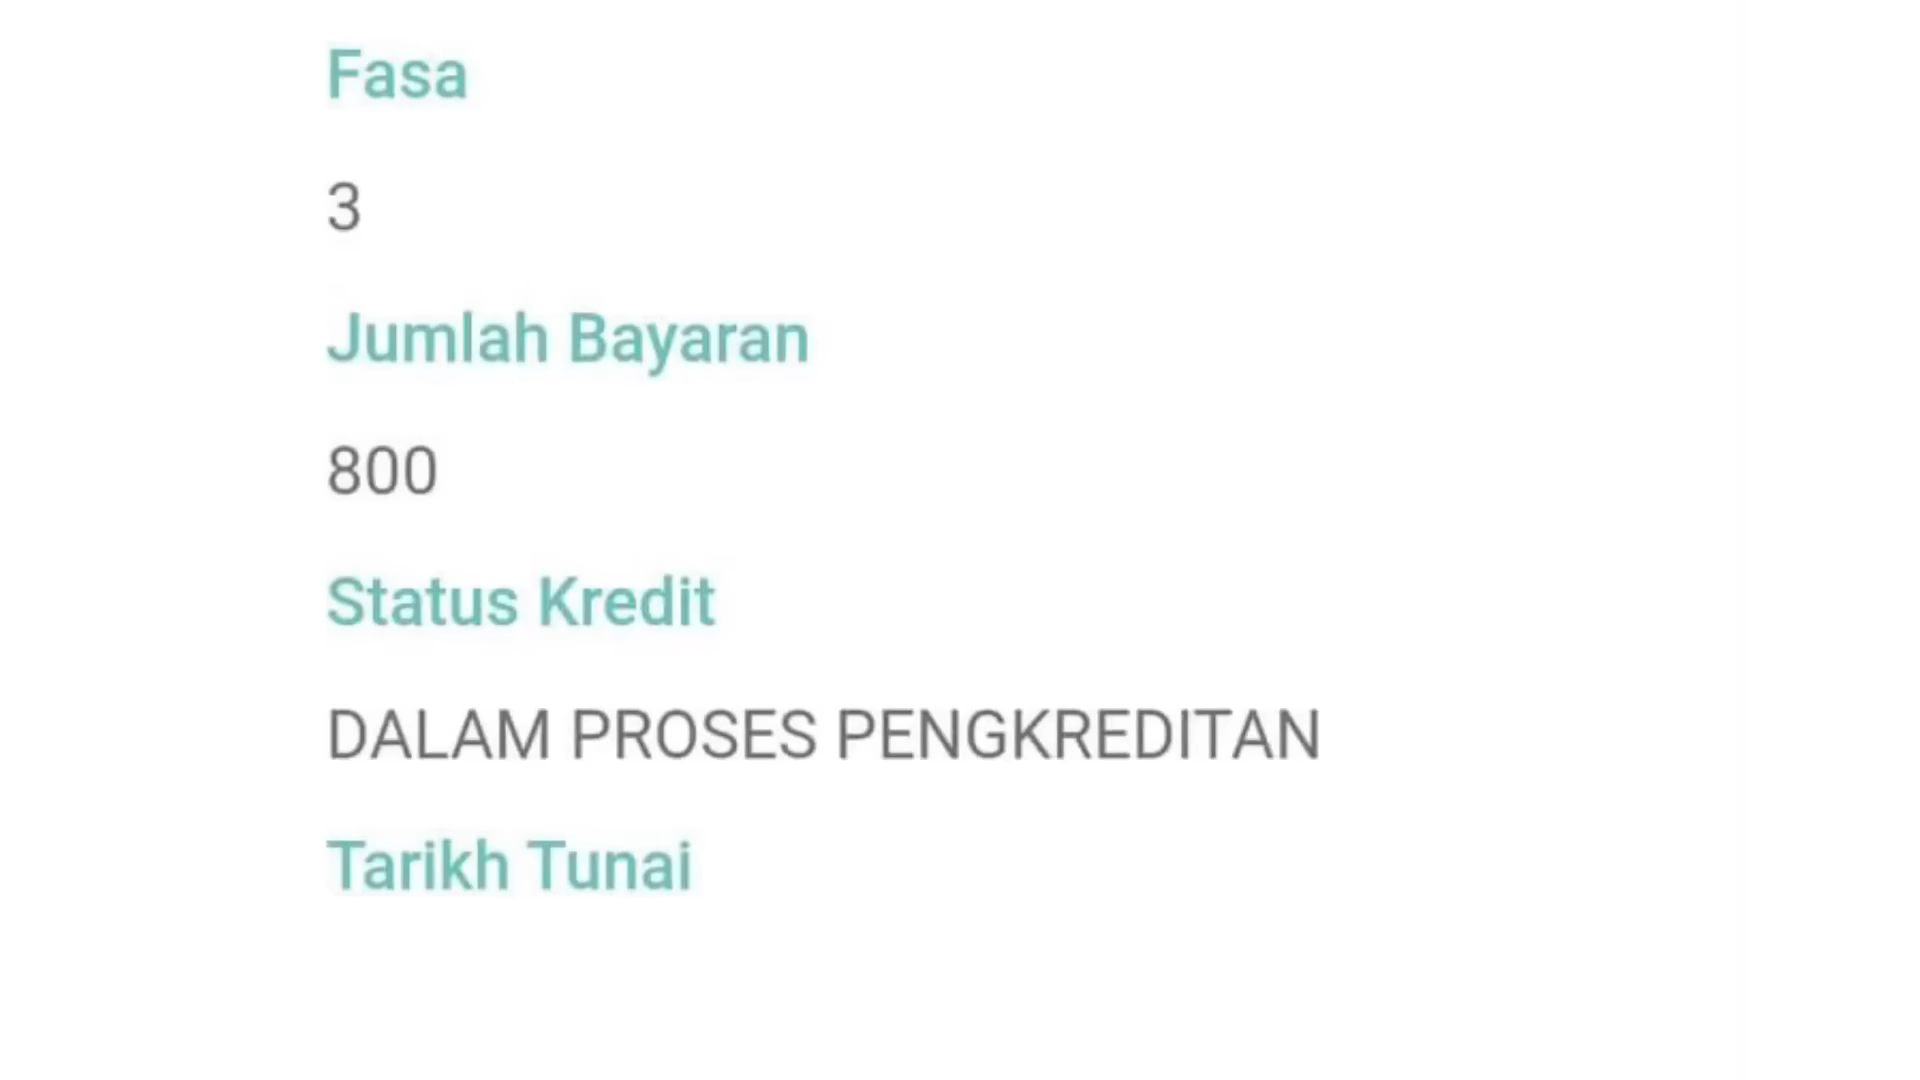 Fasa
3
Jumlah Bayaran
800
Status Kredit
DALAM PROSES PENGKREDITAN
Tarikh Tunai